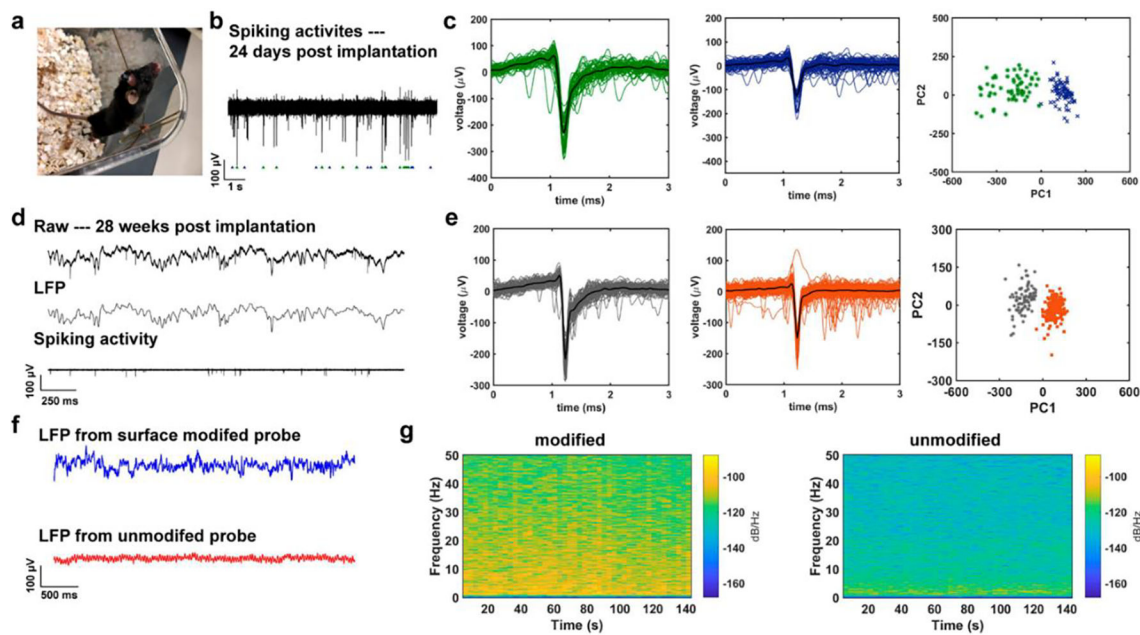 a
b
Spiking activites ---
24 days post implantation
100 µV
1 s
c
voltage (µV)
200
100
0
-100
-200
-300
-400
0
1
2
3
time (ms)
voltage (µV)
200
100
0
-100
-200
-300
-400
0
1
2
3
time (ms)
PC2
500
250
0
-250
-500
-600
-300
0
300
600
PC1
d
Raw --- 28 weeks post implantation
LFP
Spiking activity
100 µV
250 ms
e
voltage (µV)
200
100
0
-100
-200
-300
0
1
2
3
time (ms)
voltage (µV)
200
100
0
-100
-200
-300
0
1
2
3
time (ms)
PC2
300
150
0
-150
-300
-600
-300
0
300
600
PC1
f
LFP from surface modifed probe
LFP from unmodifed probe
100 µV
500 ms
g
modified
Frequency (Hz)
50
40
30
20
10
0
20 40 60 80 100 120 140
Time (s)
-100
-120
-140
-160
dB/Hz
unmodified
Frequency (Hz)
50
40
30
20
10
0
20 40 60 80 100 120 140
Time (s)
-100
-120
-140
-160
dB/Hz